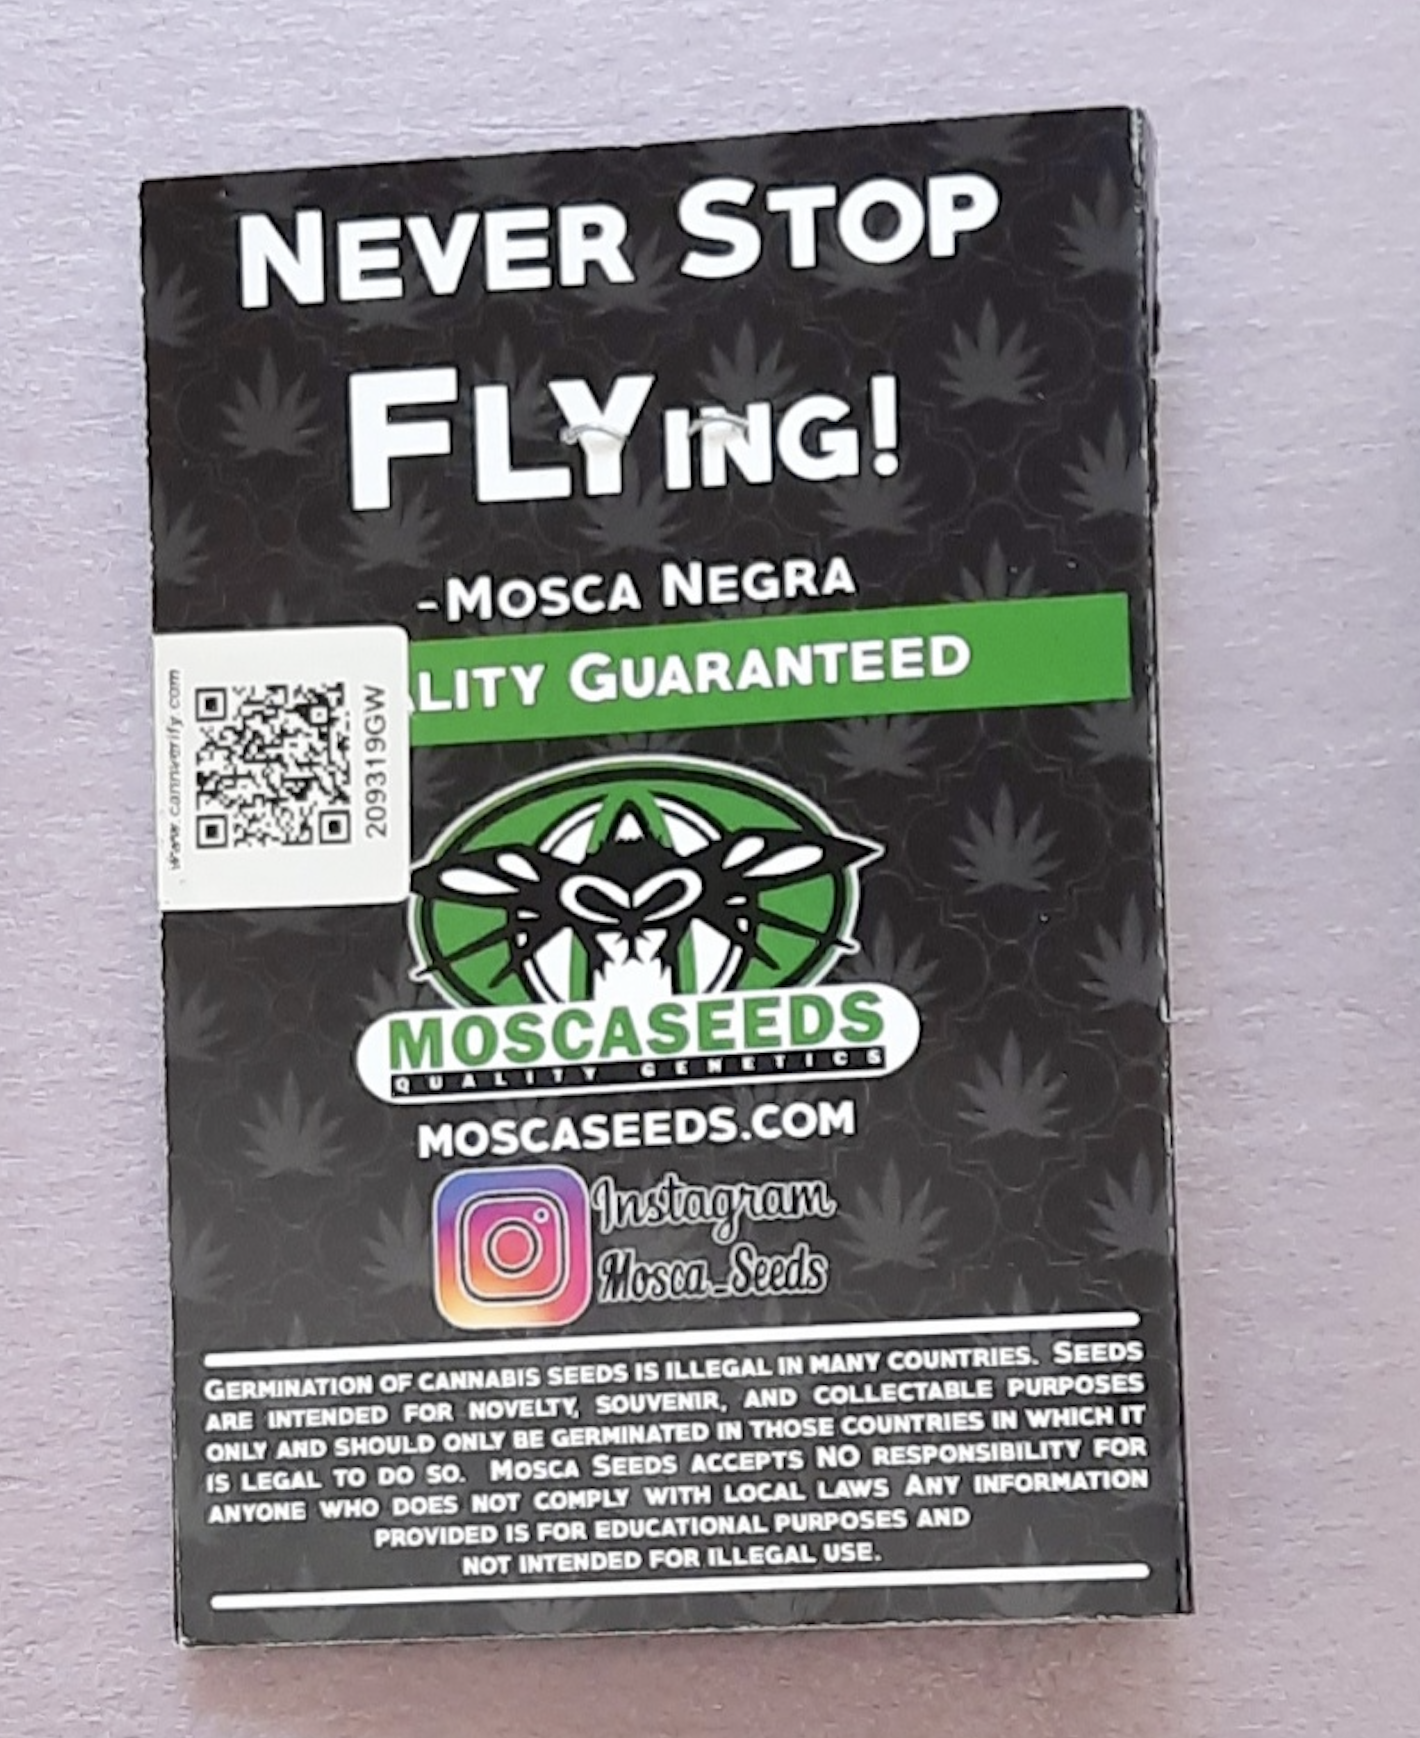 NEVER STOP
FLYING!
-MOSCA NEGRA
LITY GUARANTEED
www.cannverify.com
209319GW
MOSCASEEDS
QUALITY GENETICS
MOSCASEEDS.COM
Instagram
Mosca_Seeds
GERMINATION OF CANNABIS SEEDS IS ILLEGAL IN MANY COUNTRIES. SEEDS
ARE INTENDED FOR NOVELTY, SOUVENIR, AND COLLECTABLE PURPOSES
ONLY AND SHOULD ONLY BE GERMINATED IN THOSE COUNTRIES IN WHICH IT
IS LEGAL TO DO SO. MOSCA SEEDS ACCEPTS NO RESPONSIBILITY FOR
ANYONE WHO DOES NOT COMPLY WITH LOCAL LAWS ANY INFORMATION
PROVIDED IS FOR EDUCATIONAL PURPOSES AND
NOT INTENDED FOR ILLEGAL USE.